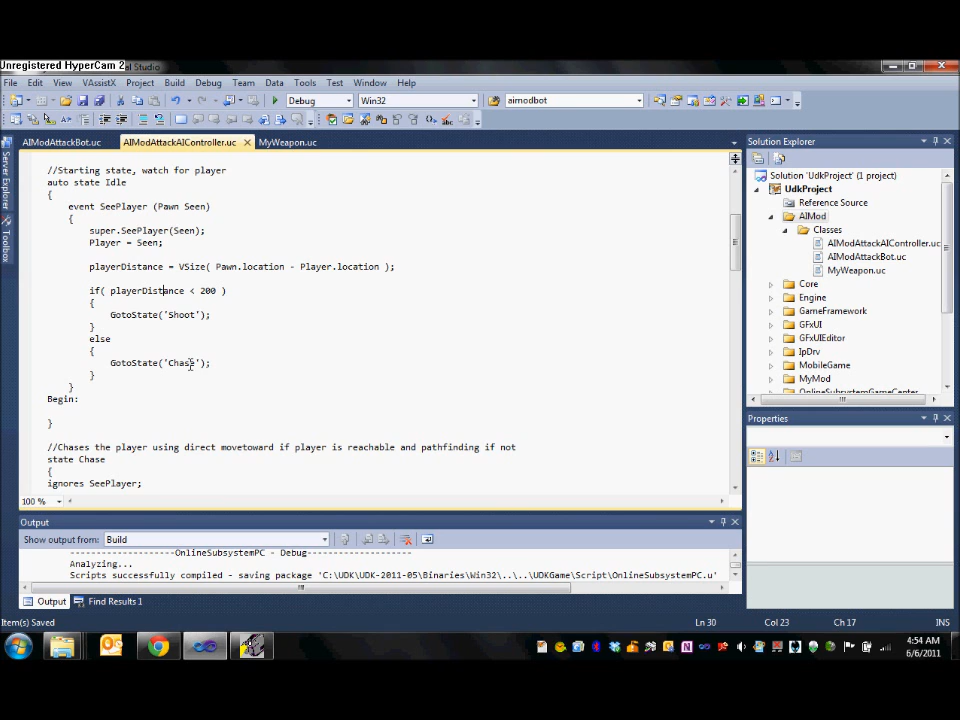 Unregistered HyperCam 2
al Studio
File Edit View VAssistX Project Build Debug Team Data Tools Test Window Help
Debug Win32 aimodbot
AIModAttackBot.uc AIModAttackAIController.uc MyWeapon.uc
Server Explorer
Toolbox
//Starting state, watch for player
auto state Idle
{
event SeePlayer (Pawn Seen)
{
super.SeePlayer(Seen);
Player = Seen;
playerDistance = VSize( Pawn.location - Player.location );
if( playerDistance < 200 )
{
GotoState('Shoot');
}
else
{
GotoState('Chase');
}
}
Begin:
}
//Chases the player using direct movetoward if player is reachable and pathfinding if not
state Chase
{
ignores SeePlayer;
100 %
Solution Explorer
Solution 'UdkProject' (1 project)
UdkProject
Reference Source
AIMod
Classes
AIModAttackAIController.uc
AIModAttackBot.uc
MyWeapon.uc
Core
Engine
GameFramework
GFxUI
GFxUIEditor
IpDrv
MobileGame
MyMod
OnlineSubsystemGameCenter
Properties
Output
Show output from: Build
--------------------OnlineSubsystemPC - Debug--------------------
Analyzing...
Scripts successfully compiled - saving package 'C:\UDK\UDK-2011-05\Binaries\Win32\..\..\UDKGame\Script\OnlineSubsystemPC.u'
Output Find Results 1
Item(s) Saved Ln 30 Col 23 Ch 17 INS
4:54 AM
6/6/2011